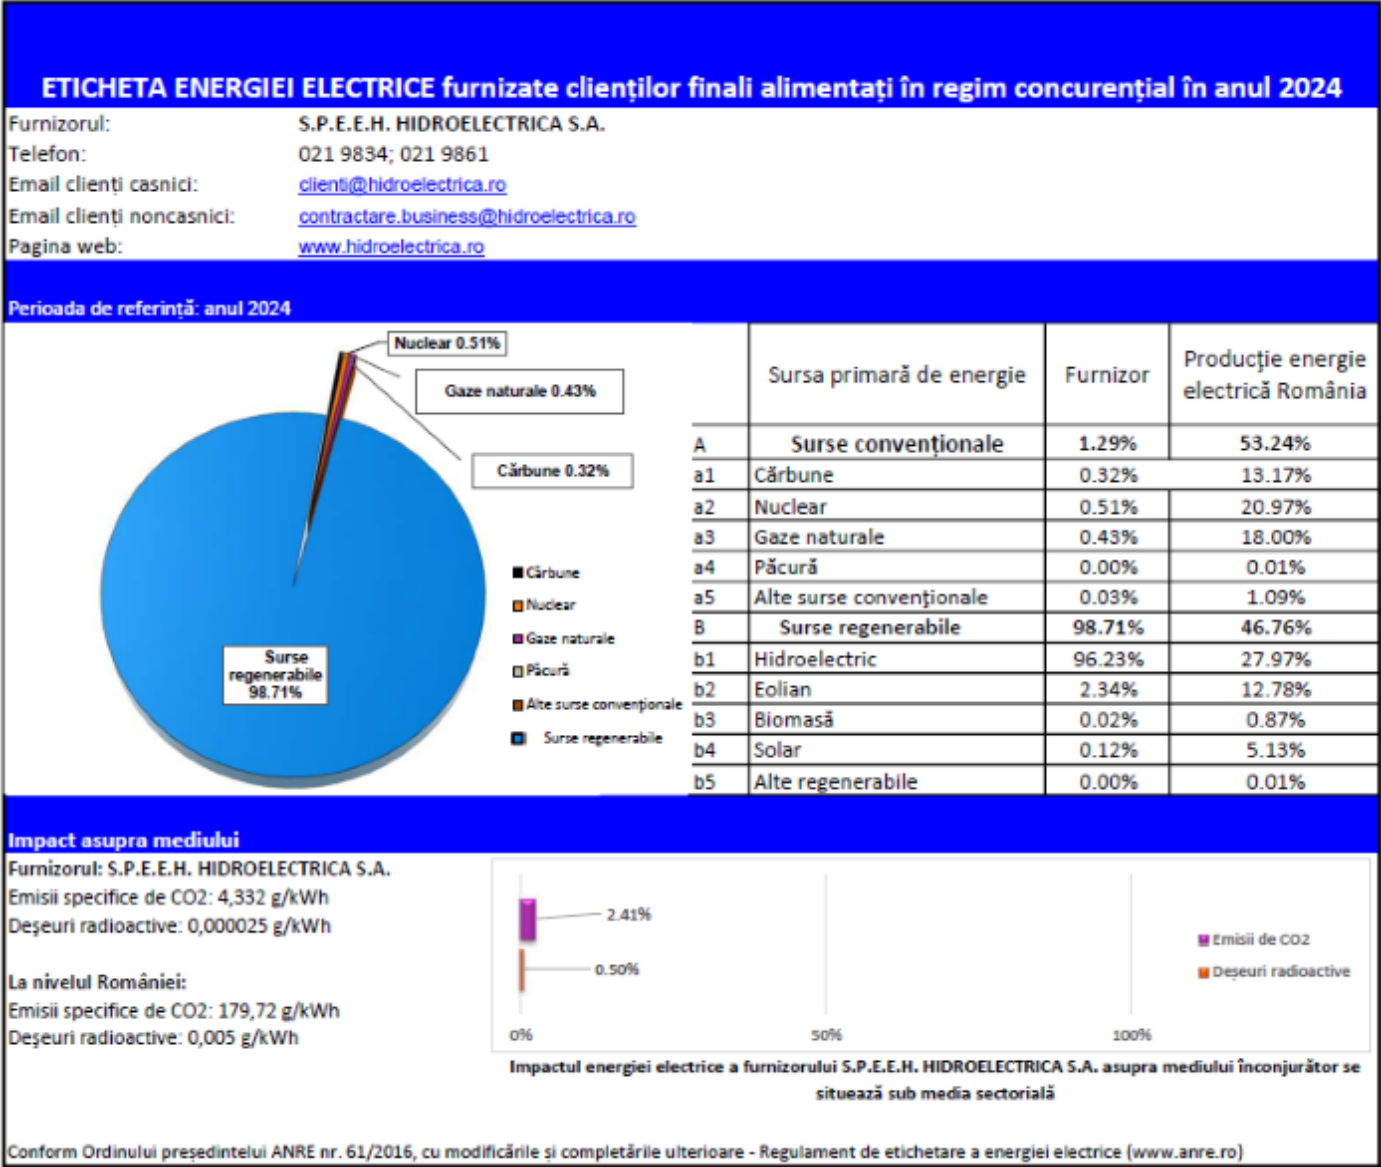 ETICHETA ENERGIEI ELECTRICE furnizate clienților finali alimentați în regim concurențial în anul 2024
Furnizorul: S.P.E.E.H. HIDROELECTRICA S.A.
Telefon: 021 9834; 021 9861
Email clienți casnici: clienti@hidroelectrica.ro
Email clienți noncasnici: contractare.business@hidroelectrica.ro
Pagina web: www.hidroelectrica.ro
Perioada de referință: anul 2024
Nuclear 0.51%
Gaze naturale 0.43%
Cărbune 0.32%
Surse
regenerabile
98.71%
Cărbune
Nuclear
Gaze naturale
Păcură
Alte surse convenționale
Surse regenerabile
Sursa primară de energie Furnizor Producție energie
electrică România
A Surse convenționale 1.29% 53.24%
a1 Cărbune 0.32% 13.17%
a2 Nuclear 0.51% 20.97%
a3 Gaze naturale 0.43% 18.00%
a4 Păcură 0.00% 0.01%
a5 Alte surse convenționale 0.03% 1.09%
B Surse regenerabile 98.71% 46.76%
b1 Hidroelectric 96.23% 27.97%
b2 Eolian 2.34% 12.78%
b3 Biomasă 0.02% 0.87%
b4 Solar 0.12% 5.13%
b5 Alte regenerabile 0.00% 0.01%
Impact asupra mediului
Furnizorul: S.P.E.E.H. HIDROELECTRICA S.A.
Emisii specifice de CO2: 4,332 g/kWh
Deșeuri radioactive: 0,000025 g/kWh
La nivelul României:
Emisii specifice de CO2: 179,72 g/kWh
Deșeuri radioactive: 0,005 g/kWh
2.41%
0.50%
Emisii de CO2
Deșeuri radioactive
0% 50% 100%
Impactul energiei electrice a furnizorului S.P.E.E.H. HIDROELECTRICA S.A. asupra mediului înconjurător se
situează sub media sectorială
Conform Ordinului președintelui ANRE nr. 61/2016, cu modificările și completările ulterioare - Regulament de etichetare a energiei electrice (www.anre.ro)